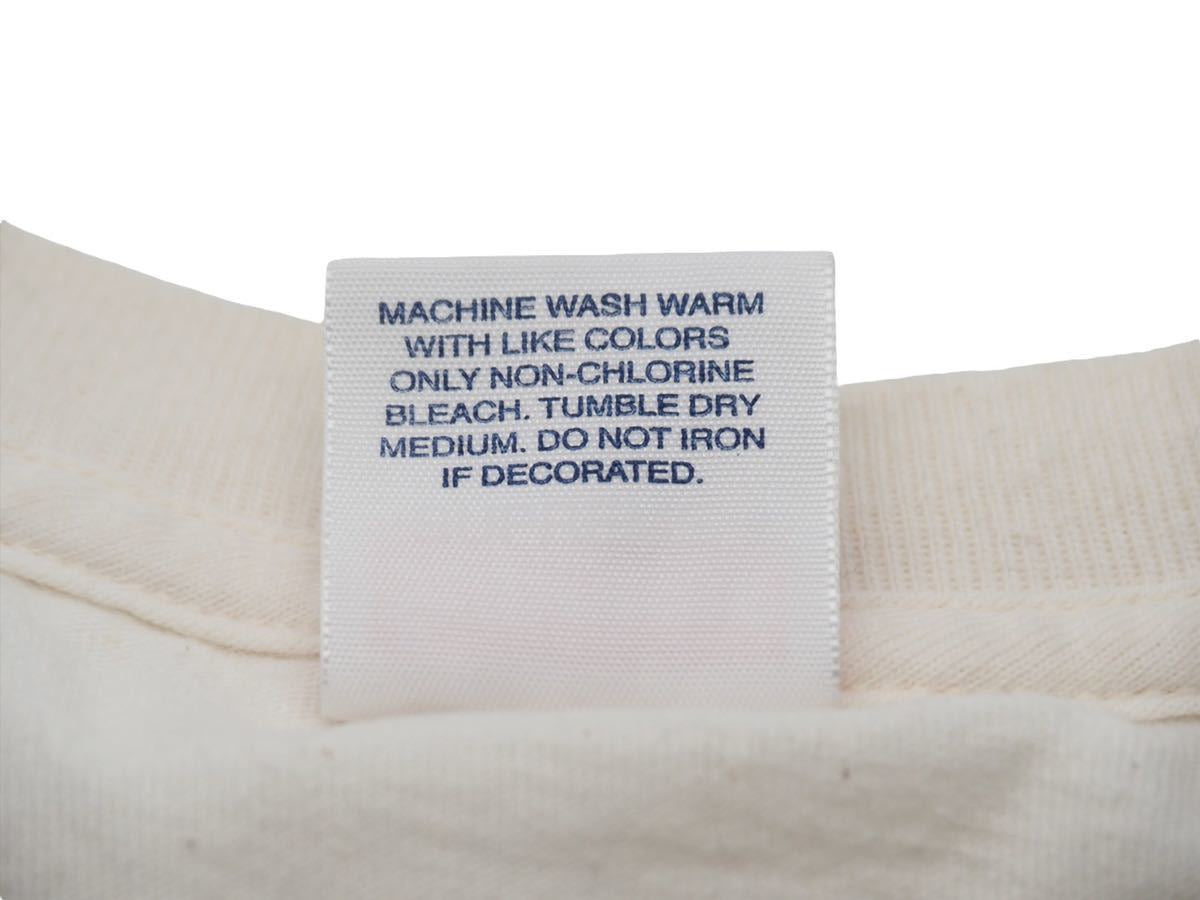 MACHINE WASH WARM
WITH LIKE COLORS
ONLY NON-CHLORINE
BLEACH. TUMBLE DRY
MEDIUM. DO NOT IRON
IF DECORATED.